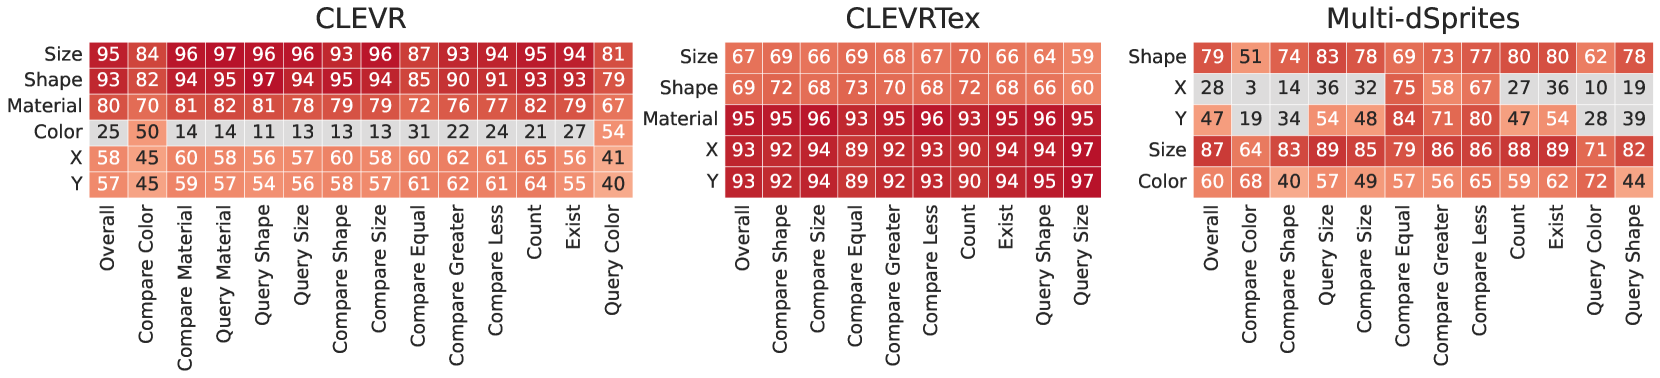 CLEVR
Size 95 84 96 97 96 96 93 96 87 93 94 95 94 81
Shape 93 82 94 95 97 94 95 94 85 90 91 93 93 79
Material 80 70 81 82 81 78 79 79 72 76 77 82 79 67
Color 25 50 14 14 11 13 13 13 31 22 24 21 27 54
X 58 45 60 58 56 57 60 58 60 62 61 65 56 41
Y 57 45 59 57 54 56 58 57 61 62 61 64 55 40
Overall
Compare Color
Compare Material
Query Material
Query Shape
Query Size
Compare Shape
Compare Size
Compare Equal
Compare Greater
Compare Less
Count
Exist
Query Color
CLEVRTex
Size 67 69 66 69 68 67 70 66 64 59
Shape 69 72 68 73 70 68 72 68 66 60
Material 95 95 96 93 95 96 93 95 96 95
X 93 92 94 89 92 93 90 94 94 97
Y 93 92 94 89 92 93 90 94 95 97
Overall
Compare Shape
Compare Size
Compare Equal
Compare Greater
Compare Less
Count
Exist
Query Shape
Query Size
Multi-dSprites
Shape 79 51 74 83 78 69 73 77 80 80 62 78
X 28 3 14 36 32 75 58 67 27 36 10 19
Y 47 19 34 54 48 84 71 80 47 54 28 39
Size 87 64 83 89 85 79 86 86 88 89 71 82
Color 60 68 40 57 49 57 56 65 59 62 72 44
Overall
Compare Color
Compare Shape
Query Size
Compare Size
Compare Equal
Compare Greater
Compare Less
Count
Exist
Query Color
Query Shape